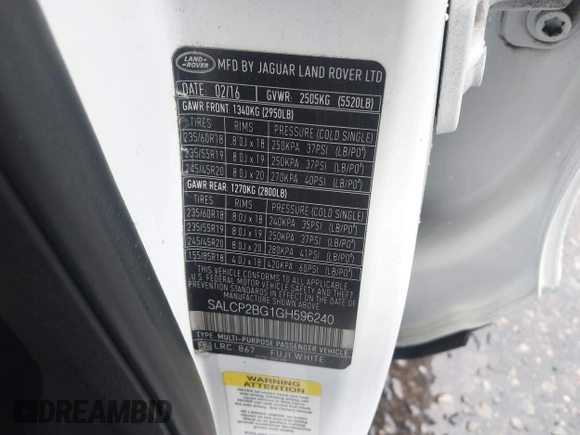 LAND ROVER
MFD BY JAGUAR LAND ROVER LTD
DATE: 02/16 GVWR: 2505KG (5520LB)
GAWR FRONT: 1340KG (2950LB)
TIRES RIMS PRESSURE (COLD SINGLE)
235/60R18 8.0J x 18 250KPA 37PSI (LB/PO²)
235/55R19 8.0J x 19 250KPA 37PSI (LB/PO²)
245/45R20 8.0J x 20 270KPA 40PSI (LB/PO²)
GAWR REAR: 1270KG (2800LB)
TIRES RIMS PRESSURE (COLD SINGLE)
235/60R18 8.0J x 18 240KPA 35PSI (LB/PO²)
235/55R19 8.0J x 19 250KPA 37PSI (LB/PO²)
245/45R20 8.0J x 20 280KPA 41PSI (LB/PO²)
155/85R18 4.0J x 18 420KPA 60PSI (LB/PO²)
THIS VEHICLE CONFORMS TO ALL APPLICABLE
U.S. FEDERAL MOTOR VEHICLE SAFETY, BUMPER, AND THEFT
PREVENTION STANDARDS IN EFFECT ON THE DATE OF
MANUFACTURE SHOWN ABOVE
SALCP2BG1GH596240
TYPE: MULTI-PURPOSE PASSENGER VEHICLE
LRC: 867 FUJI WHITE
WARNING
ATTENTION
DREAMBID